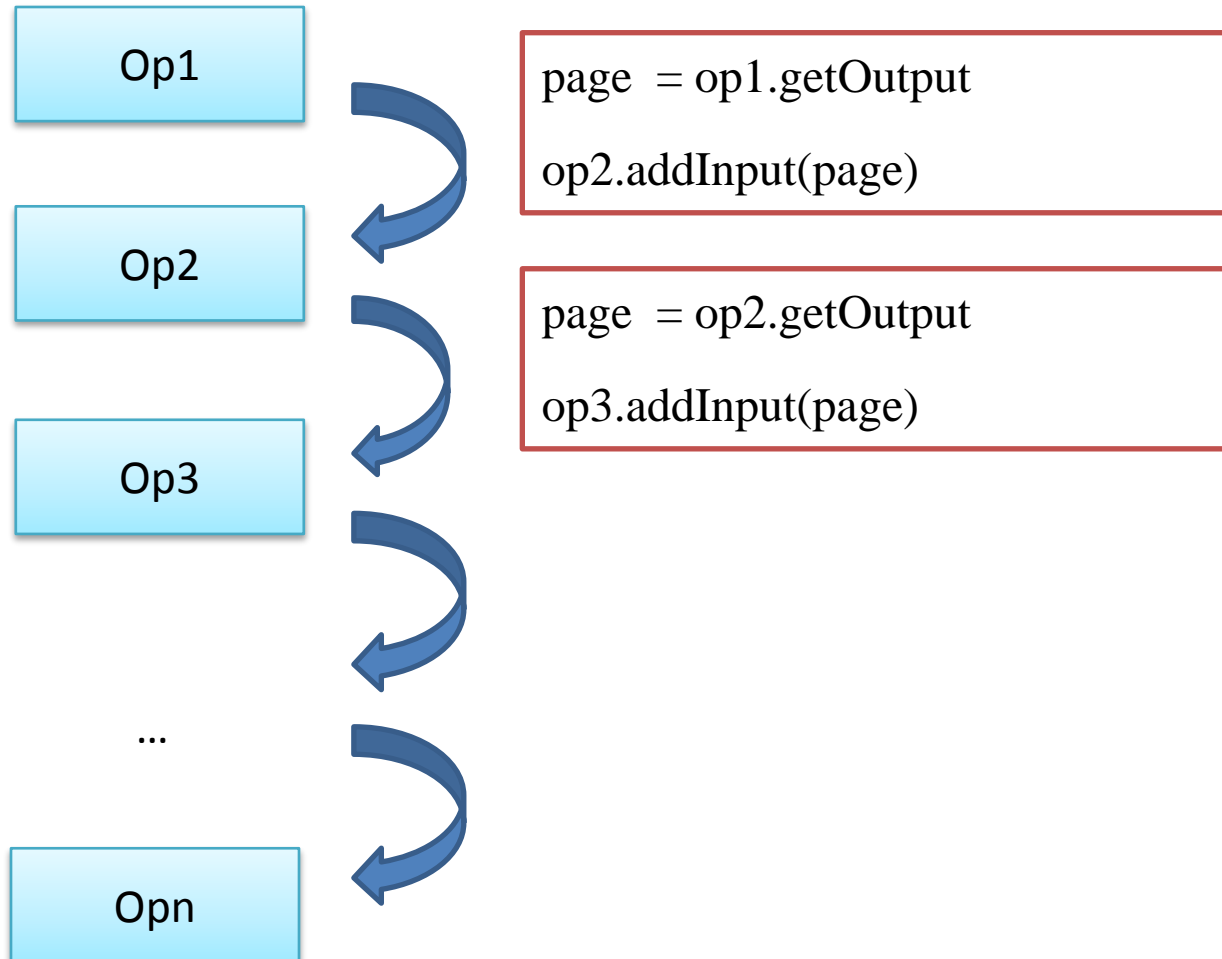 Op1
page = op1.getOutput
op2.addInput(page)
Op2
page = op2.getOutput
op3.addInput(page)
Op3
…
Opn